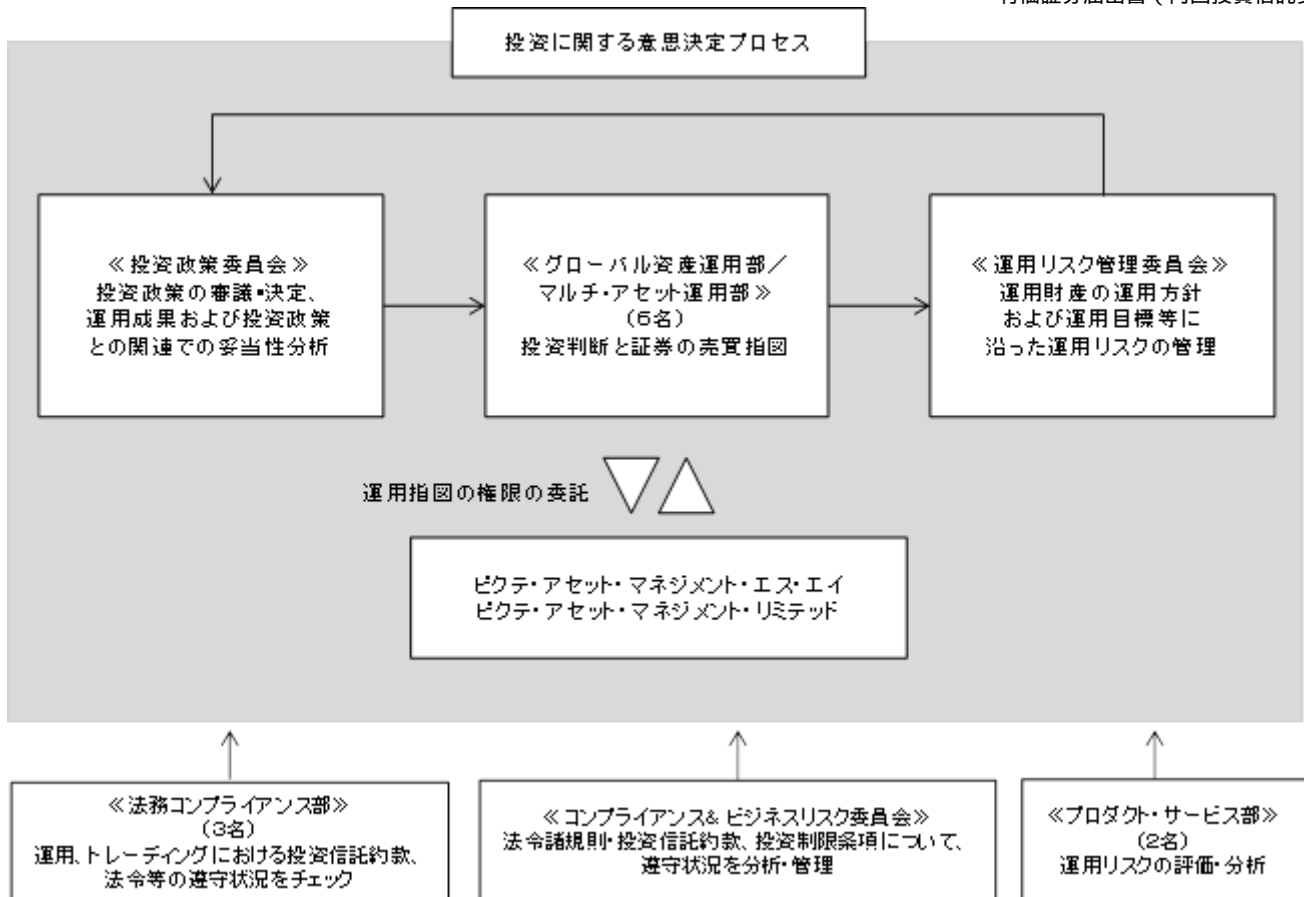 投資に関する意思決定プロセス
≪投資政策委員会≫
投資政策の審議・決定、
運用成果および投資政策
との関連での妥当性分析
≪グローバル資産運用部／
マルチ・アセット運用部≫
(6名)
投資判断と証券の売買指図
≪運用リスク管理委員会≫
運用財産の運用方針
および運用目標等に
沿った運用リスクの管理
運用指図の権限の委託
ピクテ・アセット・マネジメント・エス・エイ
ピクテ・アセット・マネジメント・リミテッド
≪法務コンプライアンス部≫
(3名)
運用、トレーディングにおける投資信託約款、
法令等の遵守状況をチェック
≪コンプライアンス& ビジネスリスク委員会≫
法令諸規則・投資信託約款、投資制限条項について、
遵守状況を分析・管理
≪プロダクト・サービス部≫
(2名)
運用リスクの評価・分析